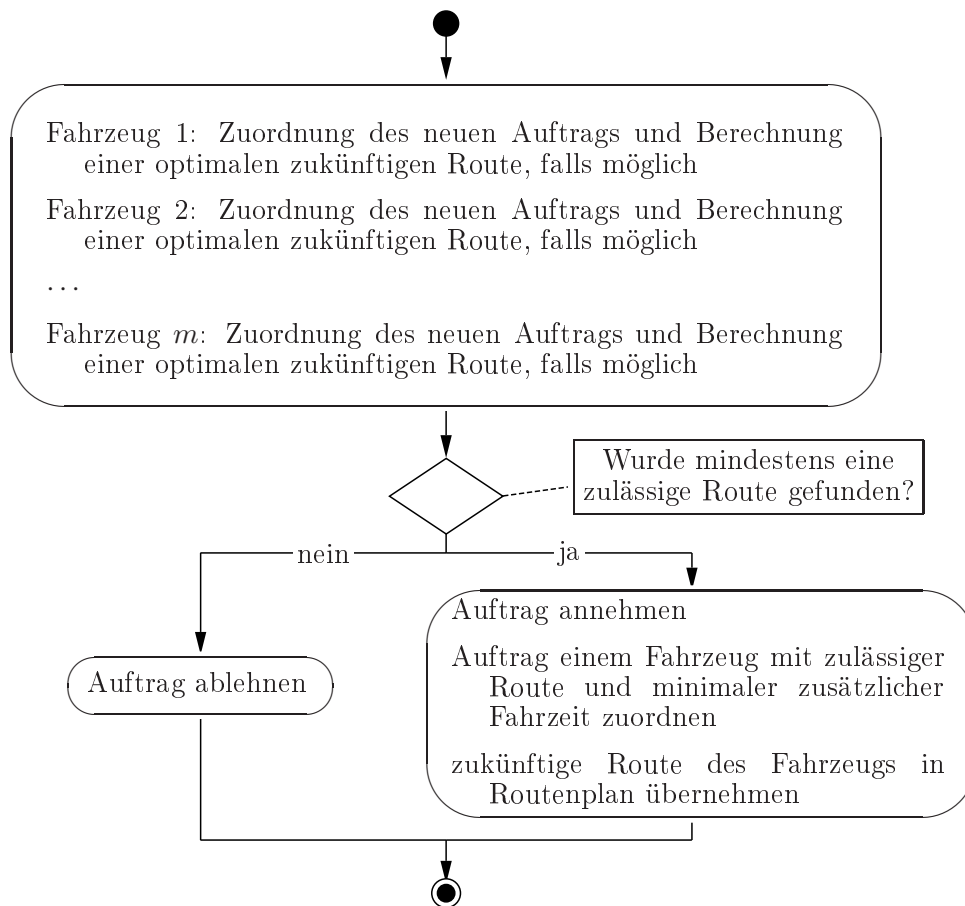 Fahrzeug 1: Zuordnung des neuen Auftrags und Berechnung
einer optimalen zukünftigen Route, falls möglich
Fahrzeug 2: Zuordnung des neuen Auftrags und Berechnung
einer optimalen zukünftigen Route, falls möglich
...
Fahrzeug m: Zuordnung des neuen Auftrags und Berechnung
einer optimalen zukünftigen Route, falls möglich
Wurde mindestens eine
zulässige Route gefunden?
nein
ja
Auftrag ablehnen
Auftrag annehmen
Auftrag einem Fahrzeug mit zulässiger
Route und minimaler zusätzlicher
Fahrzeit zuordnen
zukünftige Route des Fahrzeugs in
Routenplan übernehmen